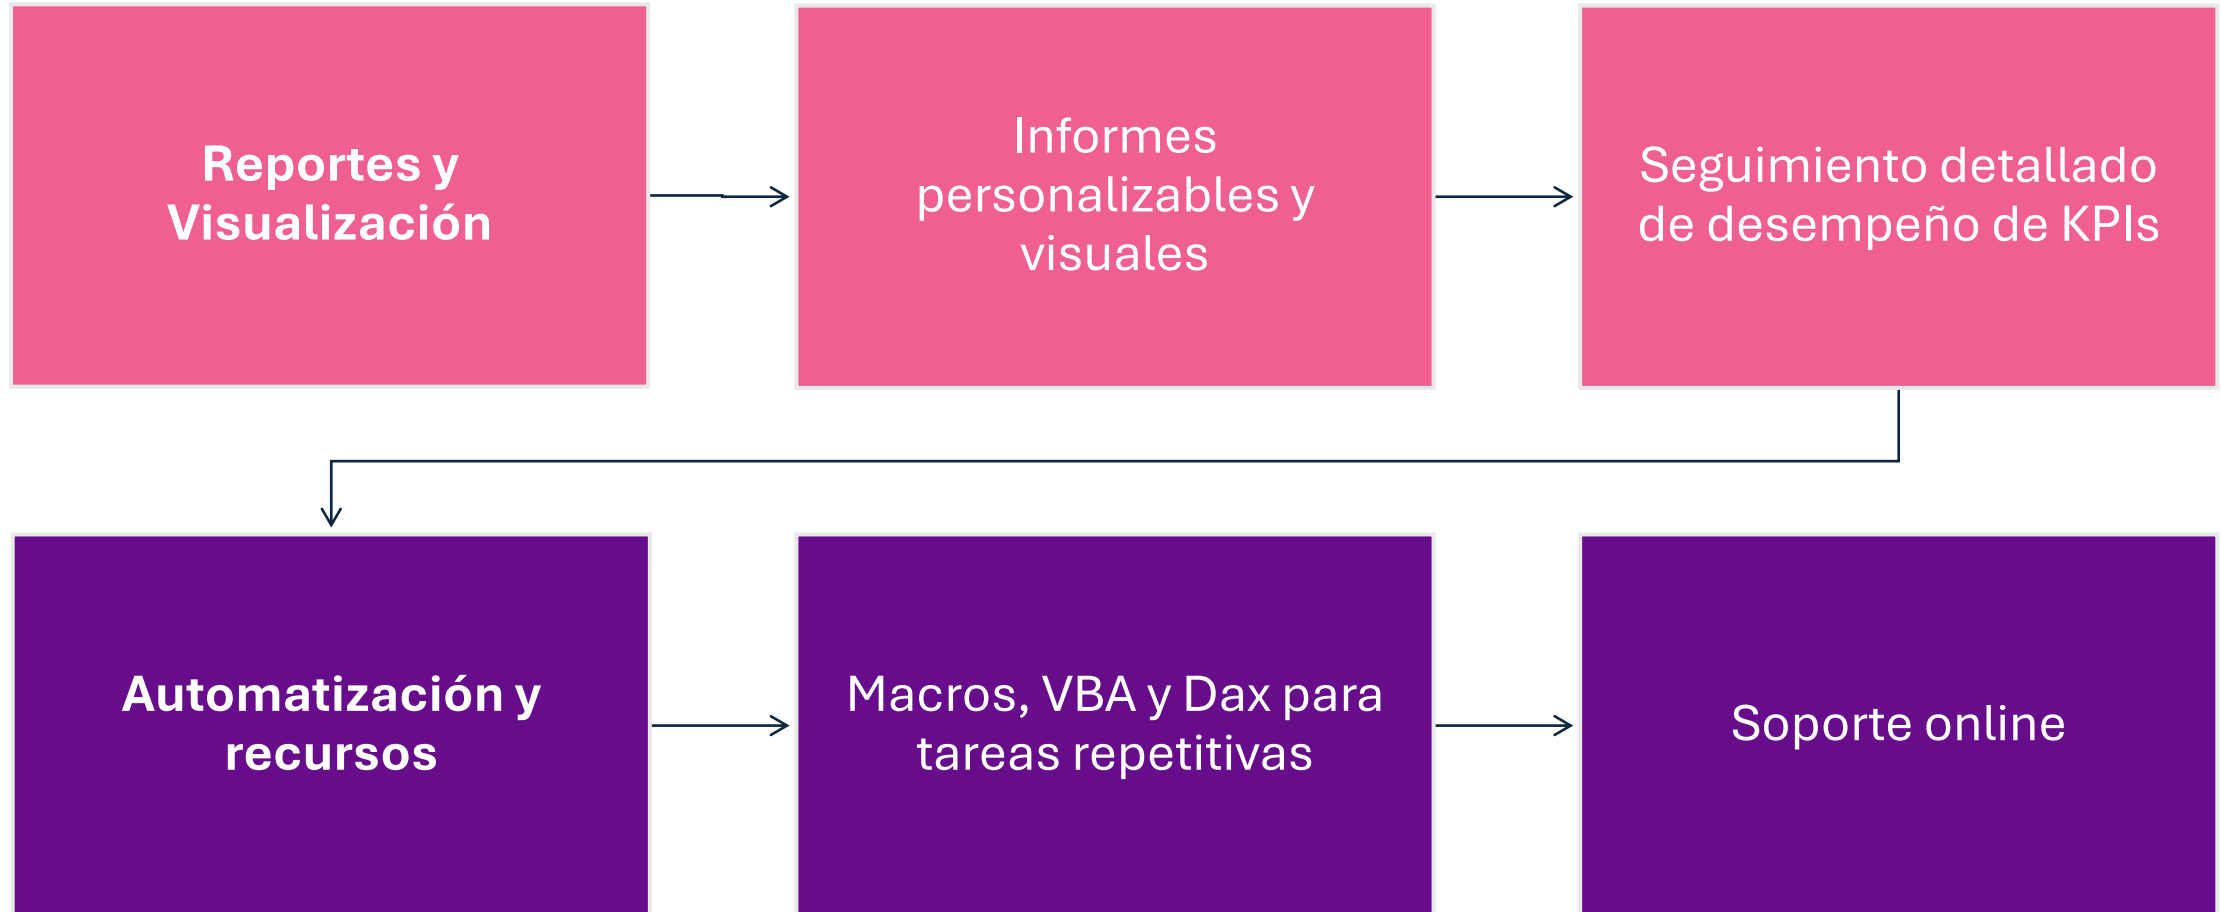 Reportes y
Visualización
Informes
personalizables y
visuales
Seguimiento detallado
de desempeño de KPIs
Automatización y
recursos
Macros, VBA y Dax para
tareas repetitivas
Soporte online